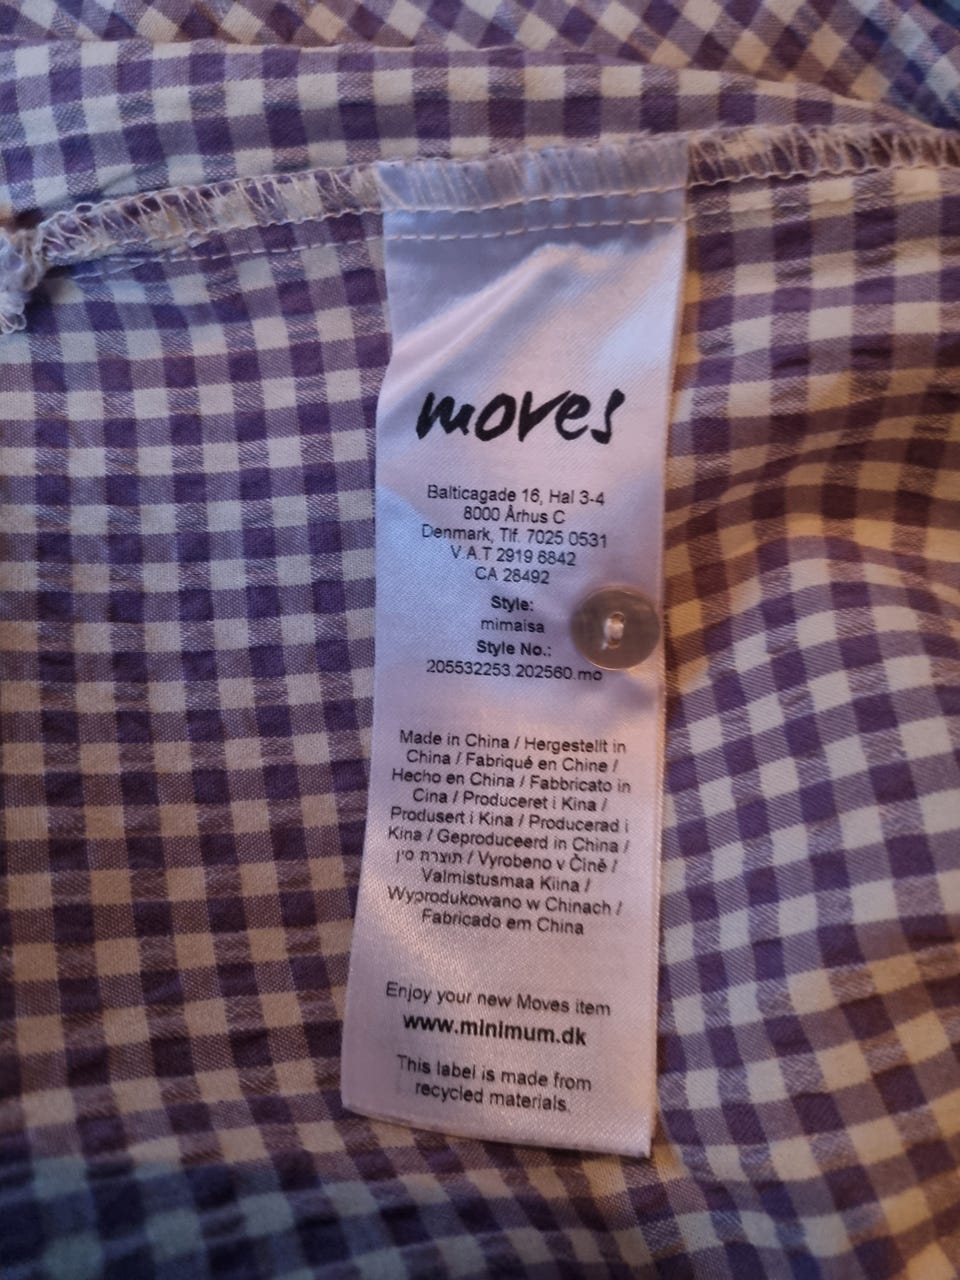 moves
Balticagade 16, Hal 3-4
8000 Århus C
Denmark, Tlf. 7025 0531
V.A.T 2919 6842
CA 28492
Style:
mimaisa
Style No.:
205532253.202560.mo
Made in China / Hergestellt in
China / Fabriqué en Chine /
Hecho en China / Fabbricato in
Cina / Produceret i Kina /
Produsert i Kina / Producerad i
Kina / Geproduceerd in China /
תוצרת סין / Vyrobeno v Číně /
Valmistusmaa Kiina /
Wyprodukowano w Chinach /
Fabricado em China
Enjoy your new Moves item
www.minimum.dk
This label is made from
recycled materials.